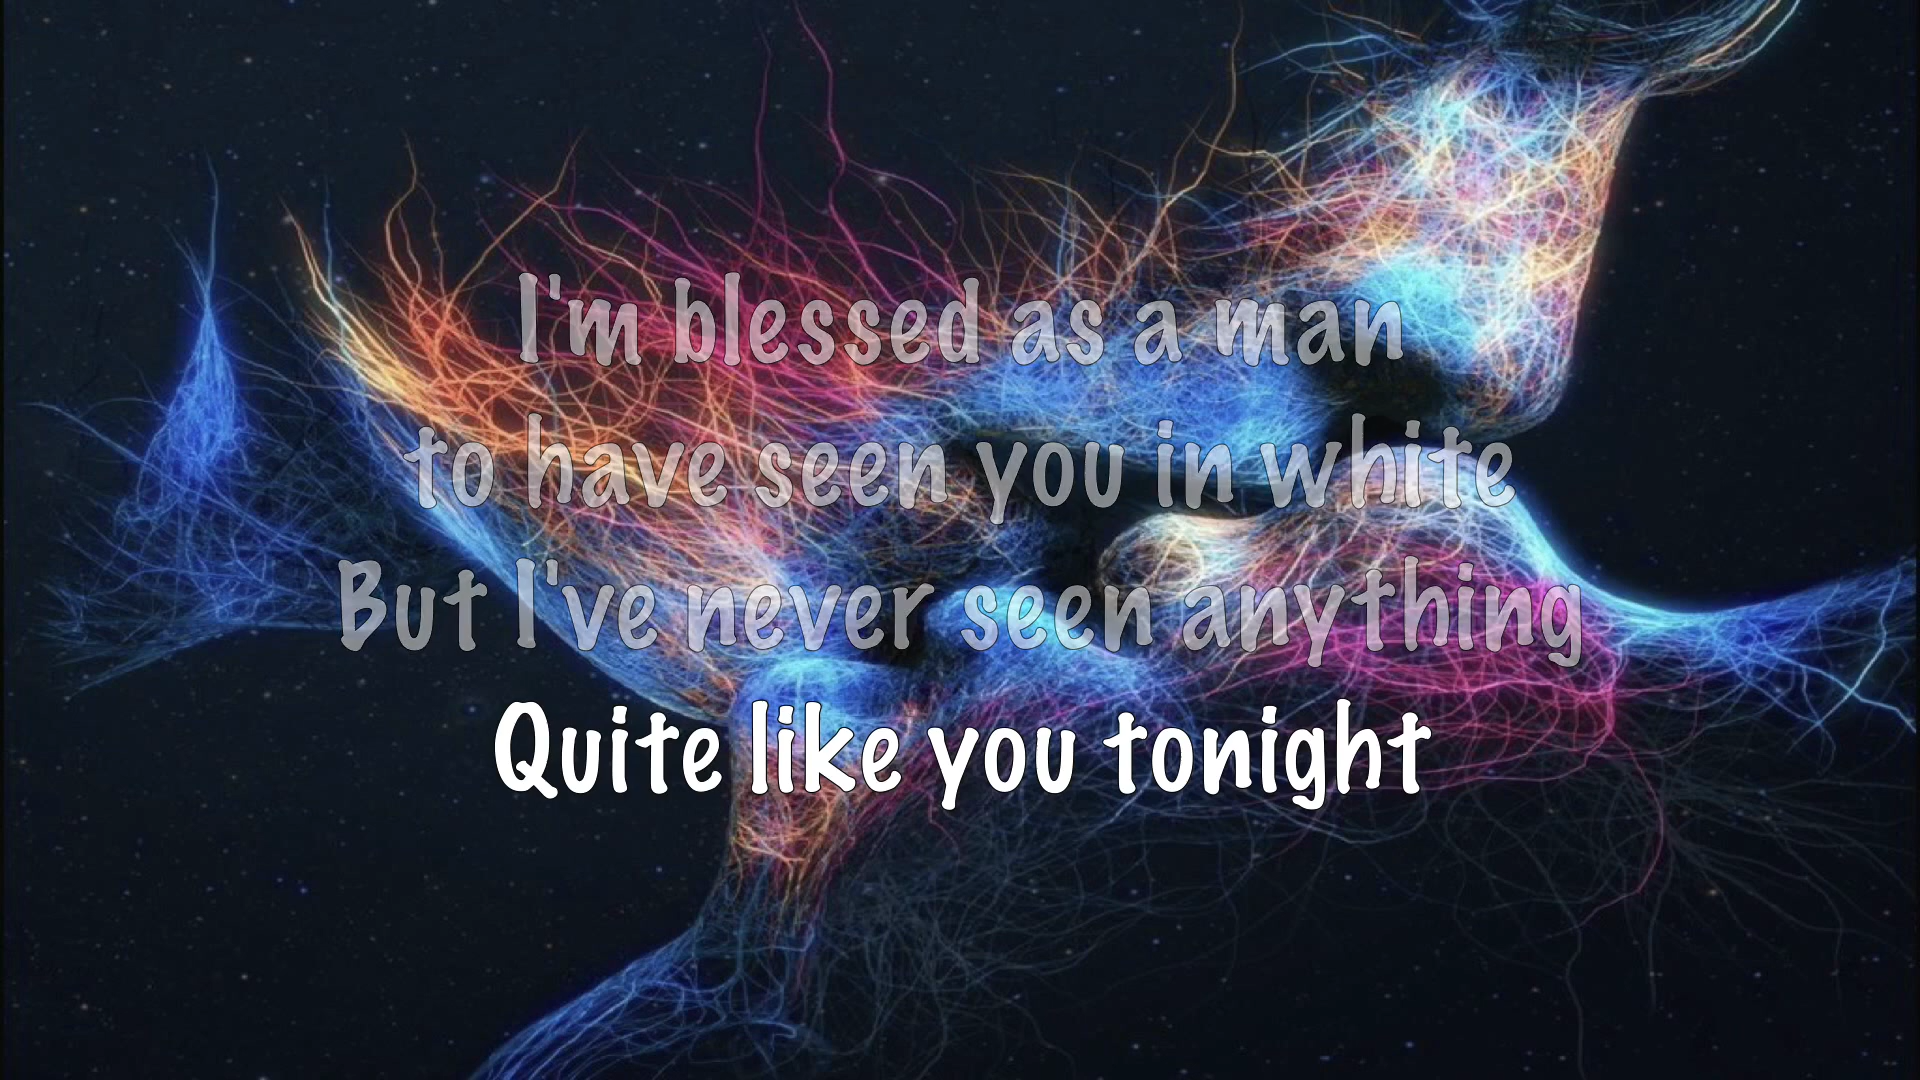 I'm blessed as a man
to have seen you in white
But I've never seen anything
Quite like you tonight